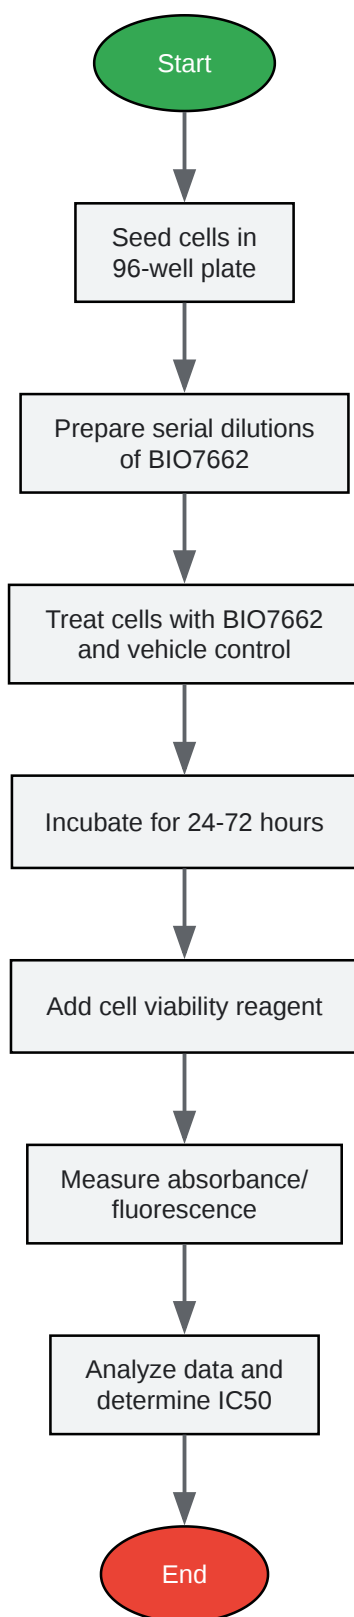 Start
Seed cells in
96-well plate
Prepare serial dilutions
of BIO7662
Treat cells with BIO7662
and vehicle control
Incubate for 24-72 hours
Add cell viability reagent
Measure absorbance/
fluorescence
Analyze data and
determine IC50
End